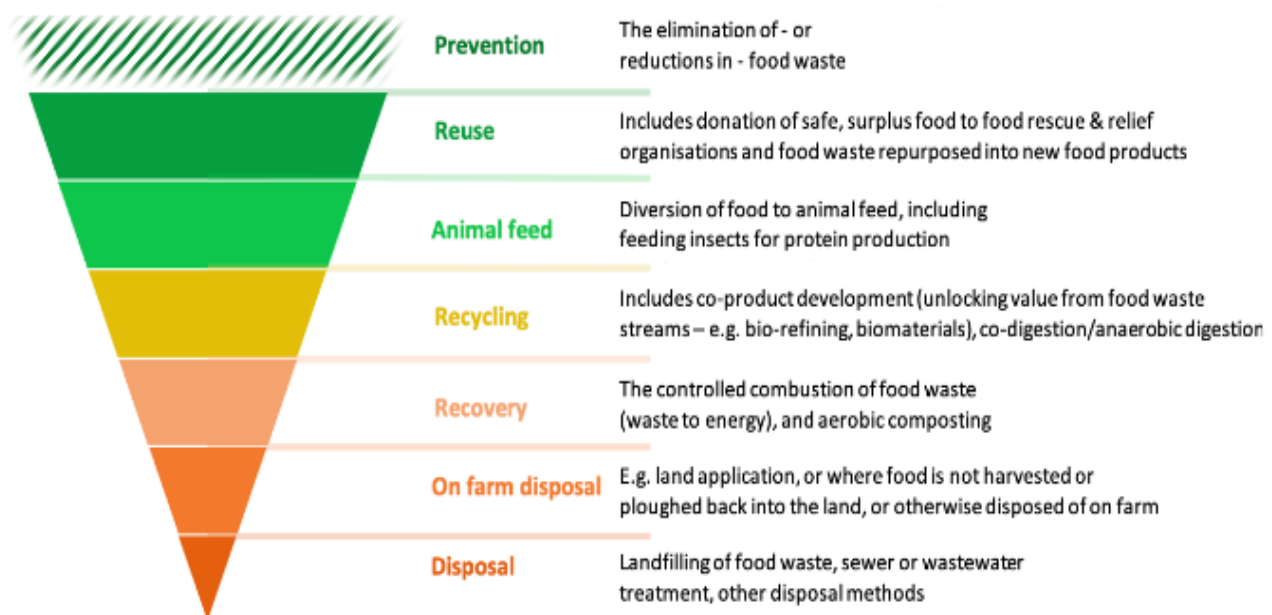 Prevention
The elimination of - or
reductions in - food waste
Reuse
Includes donation of safe, surplus food to food rescue & relief
organisations and food waste repurposed into new food products
Animal feed
Diversion of food to animal feed, including
feeding insects for protein production
Recycling
Includes co-product development (unlocking value from food waste
streams – e.g. bio-refining, biomaterials), co-digestion/anaerobic digestion
Recovery
The controlled combustion of food waste
(waste to energy), and aerobic composting
On farm disposal
E.g. land application, or where food is not harvested or
ploughed back into the land, or otherwise disposed of on farm
Disposal
Landfilling of food waste, sewer or wastewater
treatment, other disposal methods